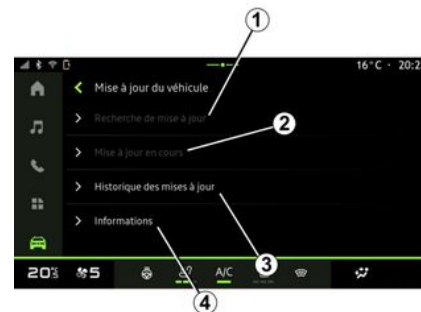 1
16°C · 20:2
Mise à jour du véhicule
Recherche de mise à jour
2
Mise à jour en cours
Historique des mises à jour
Informations
3
20 5 A/C
4